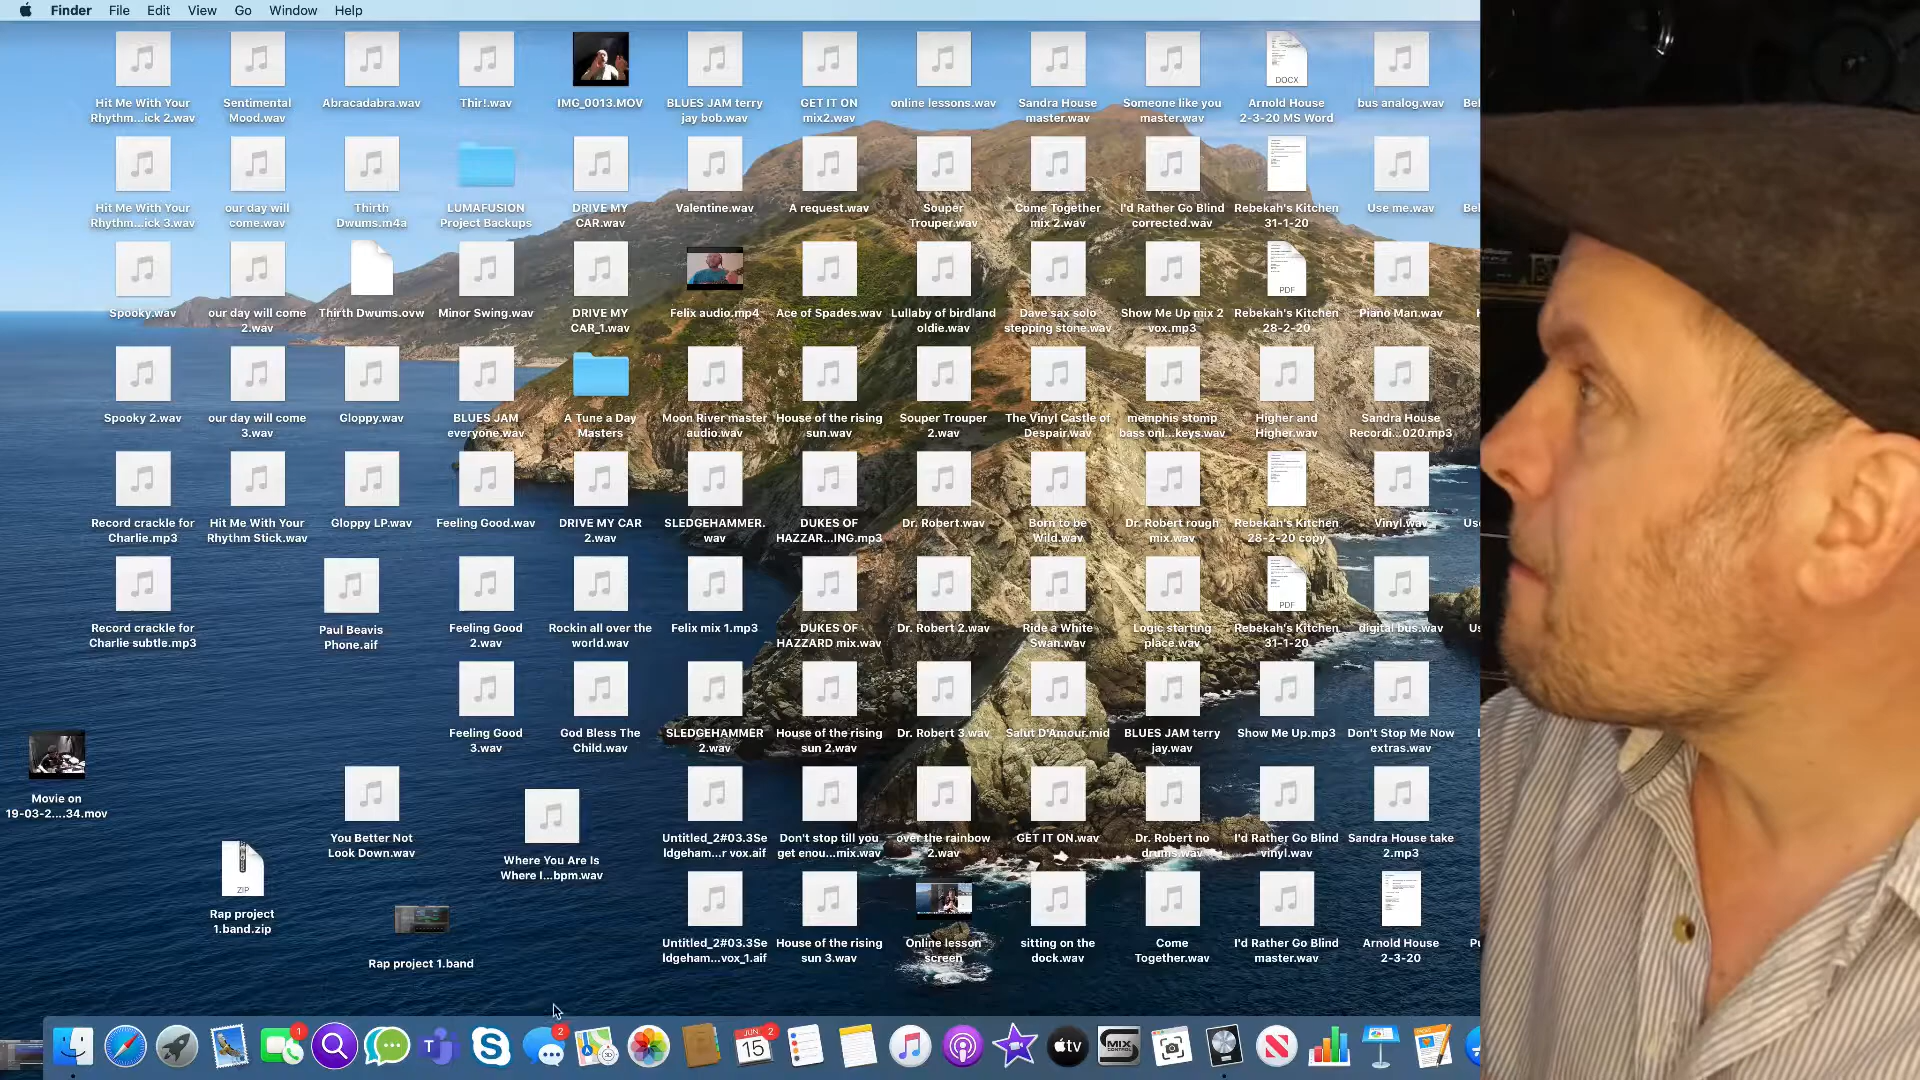 Finder File Edit View Go Window Help
Hit Me With Your
Rhythm...ick 2.wav
Sentimental
Mood.wav
Abracadabra.wav
Thir!.wav
IMG_0013.MOV
BLUES JAM terry
jay bob.wav
GET IT ON
mix2.wav
online lessons.wav
Sandra House
master.wav
Someone like you
master.wav
DOCX
Arnold House
2-3-20 MS Word
bus analog.wav
Hit Me With Your
Rhythm...ick 3.wav
our day will
come.wav
Thirth
Dwums.m4a
LUMAFUSION
Project Backups
DRIVE MY
CAR.wav
Valentine.wav
A request.wav
Souper
Trouper.wav
Come Together
mix 2.wav
I'd Rather Go Blind
corrected.wav
Rebekah's Kitchen
31-1-20
Use me.wav
Spooky.wav
our day will come
2.wav
Thirth Dwums.ovw
Minor Swing.wav
DRIVE MY
CAR_1.wav
Felix audio.mp4
Ace of Spades.wav
Lullaby of birdland
oldie.wav
Dave sax solo
stepping stone.wav
Show Me Up mix 2
vox.mp3
PDF
Rebekah's Kitchen
28-2-20
Piano Man.wav
Spooky 2.wav
our day will come
3.wav
Gloppy.wav
BLUES JAM
everyone.wav
A Tune a Day
Masters
Moon River master
audio.wav
House of the rising
sun.wav
Souper Trouper
2.wav
The Vinyl Castle of
Despair.wav
memphis stomp
bass onl...keys.wav
Higher and
Higher.wav
Sandra House
Recordi...020.mp3
Record crackle for
Charlie.mp3
Hit Me With Your
Rhythm Stick.wav
Gloppy LP.wav
Feeling Good.wav
DRIVE MY CAR
2.wav
SLEDGEHAMMER.
wav
DUKES OF
HAZZAR...ING.mp3
Dr. Robert.wav
Born to be
Wild.wav
Dr. Robert rough
mix.wav
Rebekah's Kitchen
28-2-20 copy
Vinyl.wav
Record crackle for
Charlie subtle.mp3
Paul Beavis
Phone.aif
Feeling Good
2.wav
Rockin all over the
world.wav
Felix mix 1.mp3
DUKES OF
HAZZARD mix.wav
Dr. Robert 2.wav
Ride a White
Swan.wav
Logic starting
place.wav
PDF
Rebekah's Kitchen
31-1-20
digital bus.wav
Feeling Good
3.wav
God Bless The
Child.wav
SLEDGEHAMMER
2.wav
House of the rising
sun 2.wav
Dr. Robert 3.wav
Salut D'Amour.mid
BLUES JAM terry
jay.wav
Show Me Up.mp3
Don't Stop Me Now
extras.wav
Movie on
19-03-2....34.mov
You Better Not
Look Down.wav
Where You Are Is
Where I...bpm.wav
Untitled_2#03.3Se
ldgeham...r vox.aif
Don't stop till you
get enou...mix.wav
over the rainbow
2.wav
GET IT ON.wav
Dr. Robert no
drums.wav
I'd Rather Go Blind
vinyl.wav
Sandra House take
2.mp3
ZIP
Rap project
1.band.zip
Rap project 1.band
Untitled_2#03.3Se
ldgeham...vox_1.aif
House of the rising
sun 3.wav
Online lesson
screen
sitting on the
dock.wav
Come
Together.wav
I'd Rather Go Blind
master.wav
Arnold House
2-3-20
1
2
JUN
15
2
tv
MIX
CONTROL